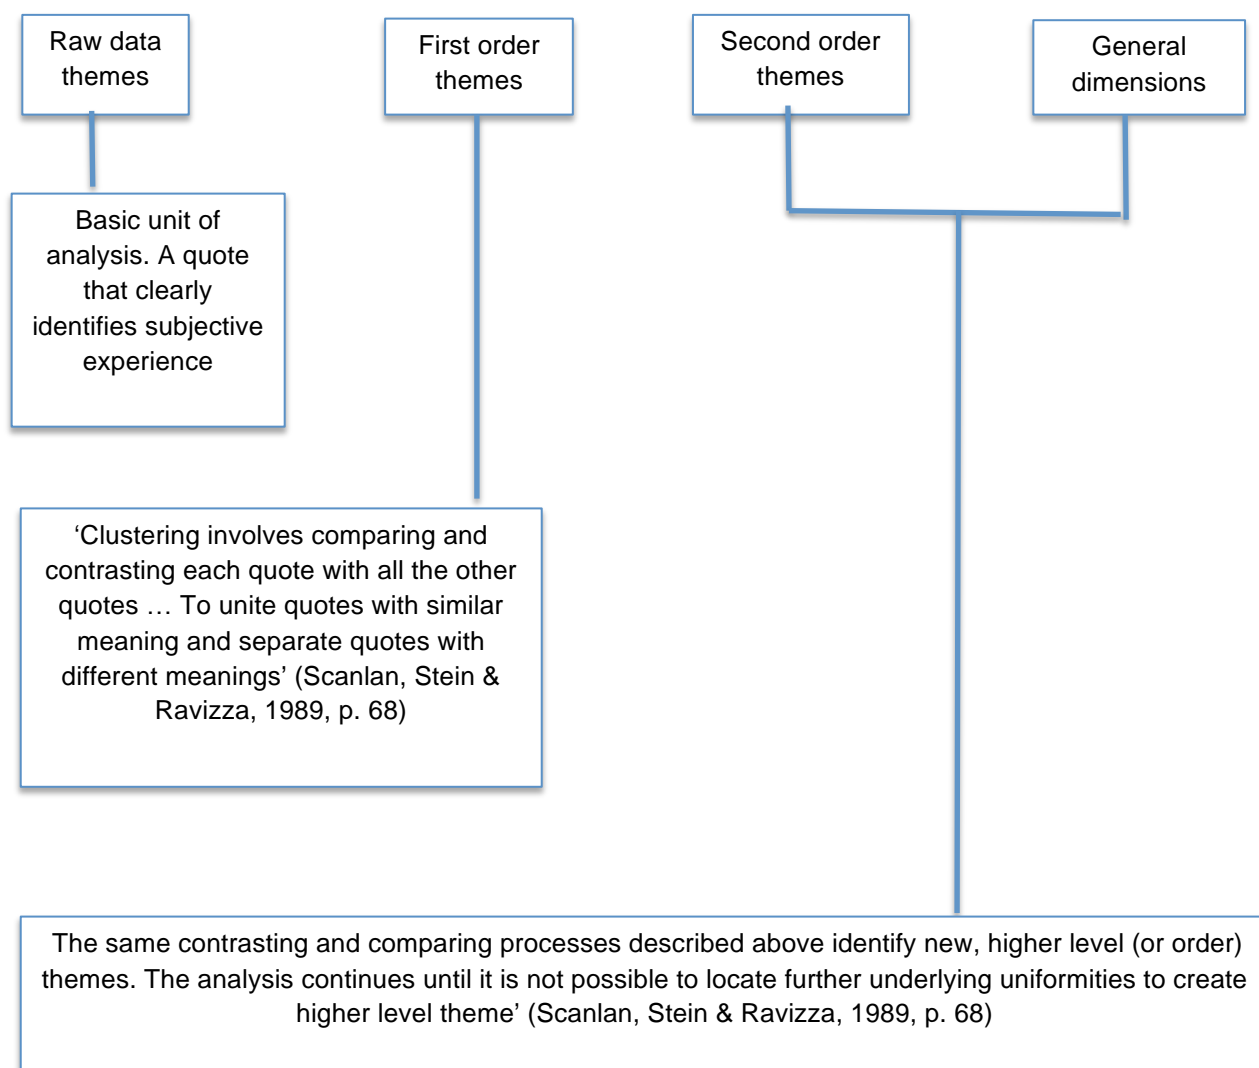 Raw data
themes
First order
themes
Second order
themes
General
dimensions
Basic unit of
analysis. A quote
that clearly
identifies subjective
experience
‘Clustering involves comparing and
contrasting each quote with all the other
quotes … To unite quotes with similar
meaning and separate quotes with
different meanings’ (Scanlan, Stein &
Ravizza, 1989, p. 68)
The same contrasting and comparing processes described above identify new, higher level (or order)
themes. The analysis continues until it is not possible to locate further underlying uniformities to create
higher level theme’ (Scanlan, Stein & Ravizza, 1989, p. 68)